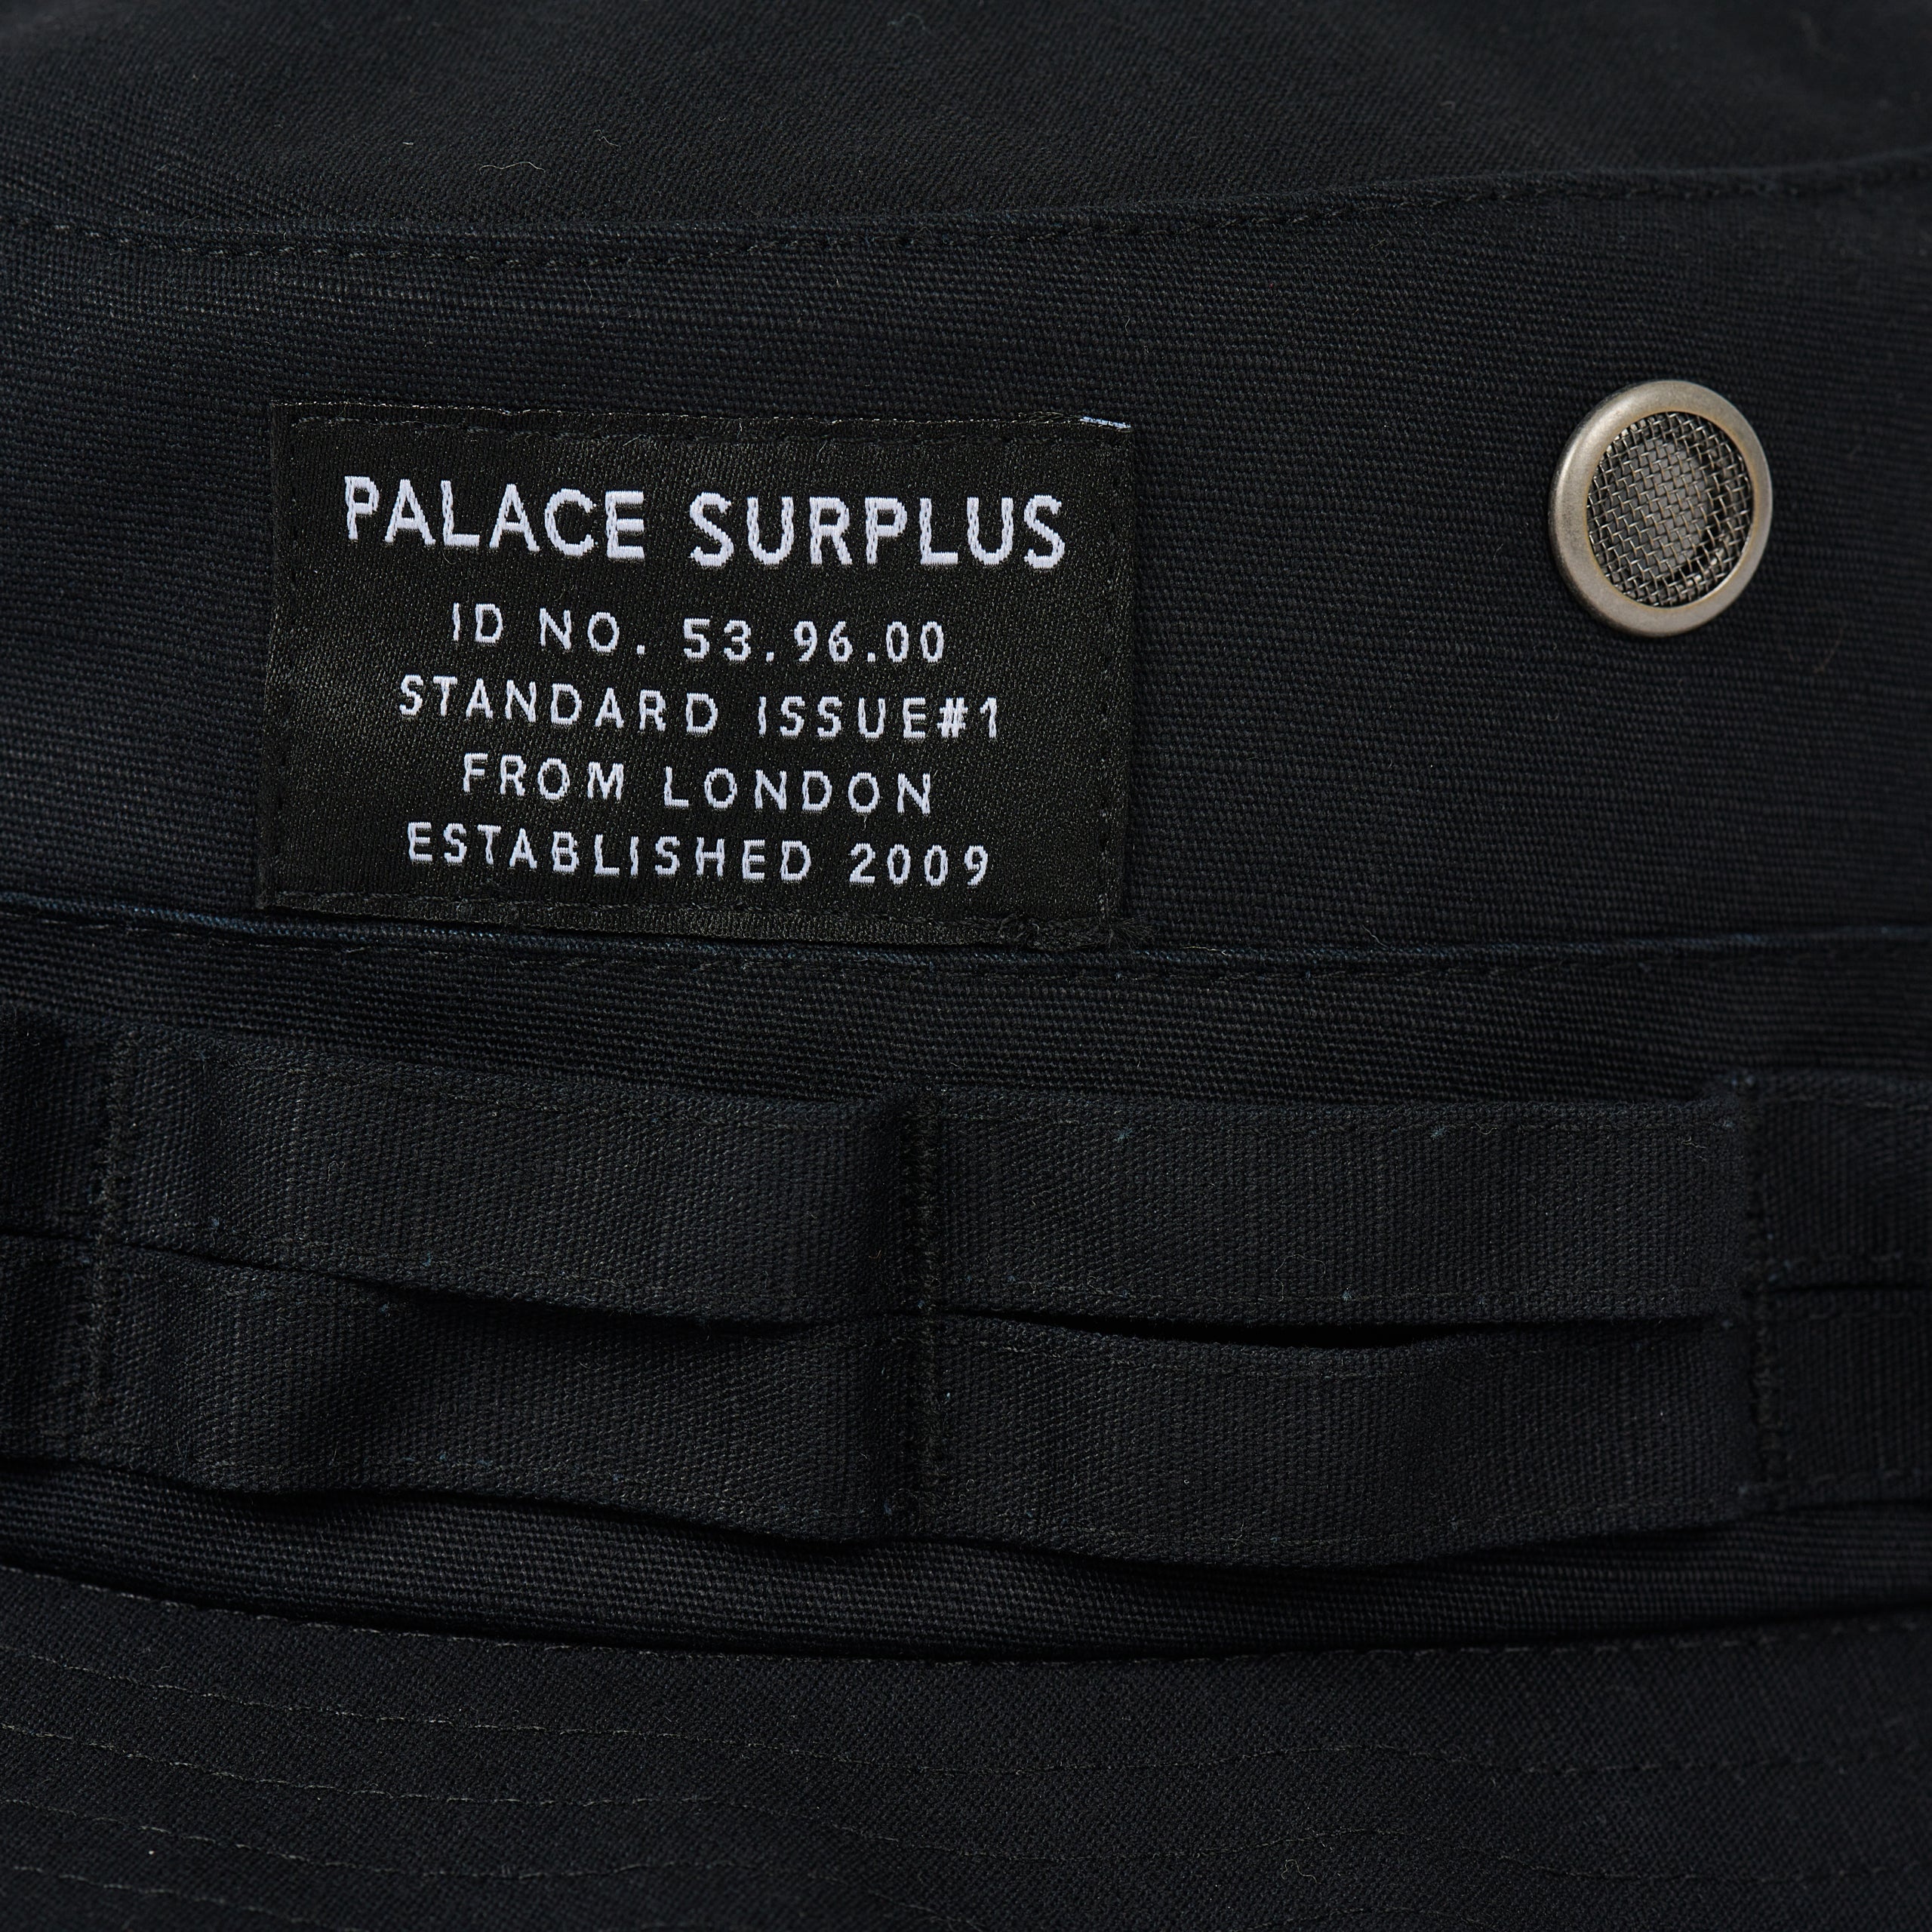 PALACE SURPLUS
ID NO. 53.96.00
STANDARD ISSUE#1
FROM LONDON
ESTABLISHED 2009